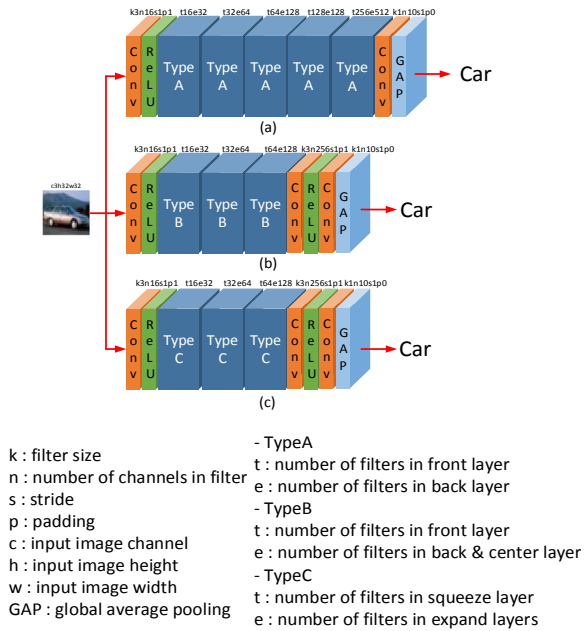 k3n16s1p1 t16e32 t32e64 t64e128 t128e128 t256e512 k1n10s1p0
Conv ReLU Type A Type A Type A Type A Type A Conv GAP Car
(a)
k3n16s1p1 t16e32 t32e64 t64e128 k3n256s1p1 k1n10s1p0
c3h32w32
Conv ReLU Type B Type B Type B Conv ReLU Conv GAP Car
(b)
k3n16s1p1 t16e32 t32e64 t64e128 k3n256s1p1 k1n10s1p0
Conv ReLU Type C Type C Type C Conv ReLU Conv GAP Car
(c)
k : filter size
n : number of channels in filter
s : stride
p : padding
c : input image channel
h : input image height
w : input image width
GAP : global average pooling
- TypeA
t : number of filters in front layer
e : number of filters in back layer
- TypeB
t : number of filters in front layer
e : number of filters in back & center layer
- TypeC
t : number of filters in squeeze layer
e : number of filters in expand layers